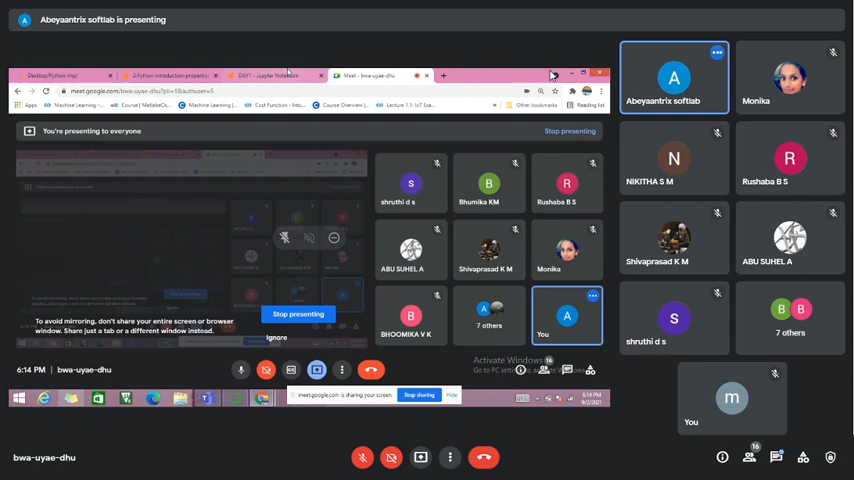 A
Abeyaantrix softlab is presenting
Desktop/Python imp/
2.Python introduction-properties
DAY1 - Jupyter Notebook
Meet - bwa-uyae-dhu
meet.google.com/bwa-uyae-dhu?pli=1&authuser=5
Apps
Machine Learning -
Course | MatlabeOc
Machine Learning |
Cost Function - Intu
Course Overview |
Lecture 1.1: IoT Exa
Other bookmarks
Reading list
You're presenting to everyone
Stop presenting
s
shruthi d s
B
Bhumika KM
R
Rushaba B S
ABU SUHEL A
Shivaprasad K M
Monika
B
BHOOMIKA V K
A
7 others
A
You
To avoid mirroring, don't share your entire screen or browser
window. Share just a tab or a different window instead.
Stop presenting
Ignore
6:14 PM
bwa-uyae-dhu
Activate Windows
Go to PC settin
16
meet.google.com is sharing your screen.
Stop sharing
Hide
6:14 PM
9/2/2021
A
Abeyaantrix softlab
Monika
N
NIKITHA S M
R
Rushaba B S
Shivaprasad K M
ABU SUHEL A
s
shruthi d s
B B
7 others
m
You
bwa-uyae-dhu
16